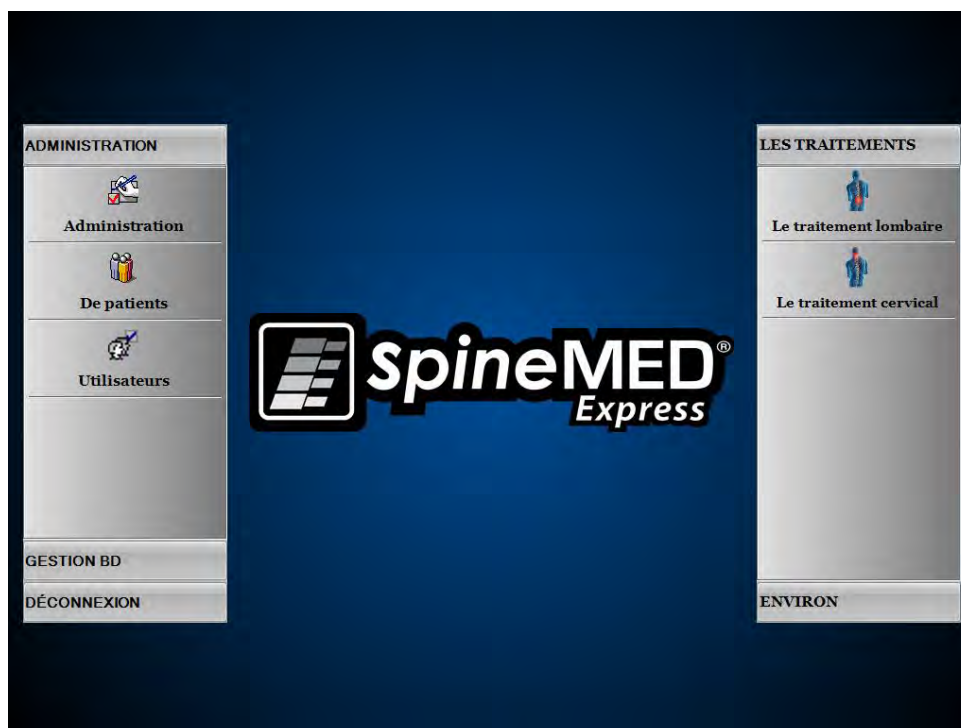 ADMINISTRATION
Administration
De patients
Utilisateurs
GESTION BD
DÉCONNEXION
SpineMED®
Express
LES TRAITEMENTS
Le traitement lombaire
Le traitement cervical
ENVIRON